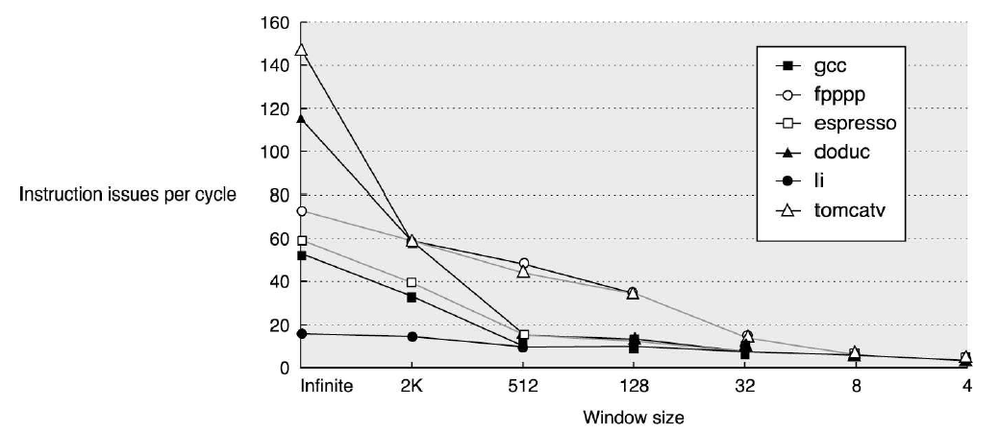 160
140
120
100
80
60
40
20
0
Instruction issues per cycle
gcc
fpppp
espresso
doduc
li
tomcatv
Infinite 2K 512 128 32 8 4
Window size